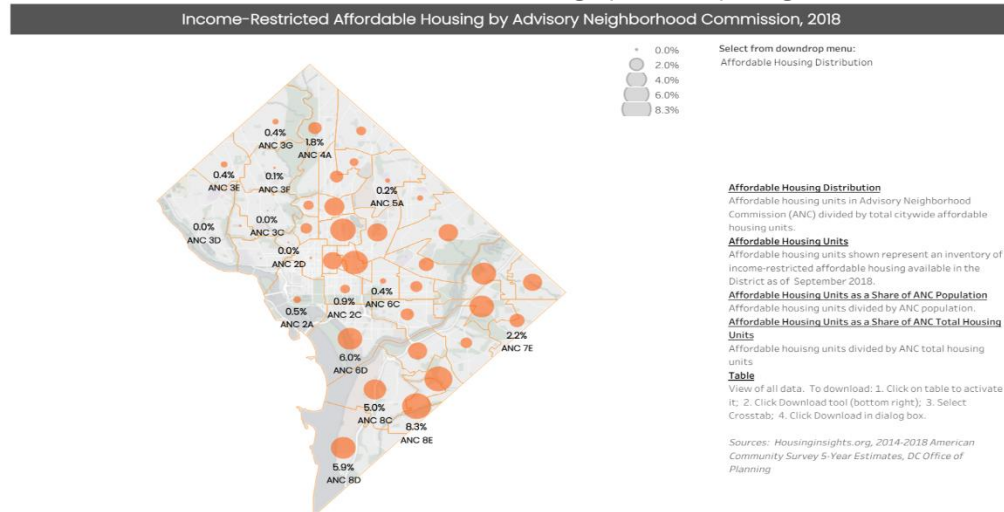 Income-Restricted Affordable Housing by Advisory Neighborhood Commission, 2018
0.0%
2.0%
4.0%
6.0%
8.3%
Select from downdrop menu:
Affordable Housing Distribution
0.4%
ANC 3G
1.8%
ANC 4A
0.4%
ANC 3E
0.1%
ANC 3F
0.2%
ANC 5A
0.0%
ANC 3D
0.0%
ANC 3C
0.0%
ANC 2D
0.5%
ANC 2A
0.9%
ANC 2C
0.4%
ANC 6C
2.2%
ANC 7E
6.0%
ANC 6D
5.0%
ANC 8C
8.3%
ANC 8E
5.9%
ANC 8D
Affordable Housing Distribution
Affordable housing units in Advisory Neighborhood
Commission (ANC) divided by total citywide affordable
housing units.
Affordable Housing Units
Affordable housing units shown represent an inventory of
income-restricted affordable housing available in the
District as of September 2018.
Affordable Housing Units as a Share of ANC Population
Affordable housing units divided by ANC population.
Affordable Housing Units as a Share of ANC Total Housing
Units
Affordable houisng units divided by ANC total housing
units
Table
View of all data. To download: 1. Click on table to activate
it; 2. Click Download tool (bottom right); 3. Select
Crosstab; 4. Click Download in dialog box.
Sources: Housinginsights.org, 2014-2018 American
Community Survey 5-Year Estimates, DC Office of
Planning